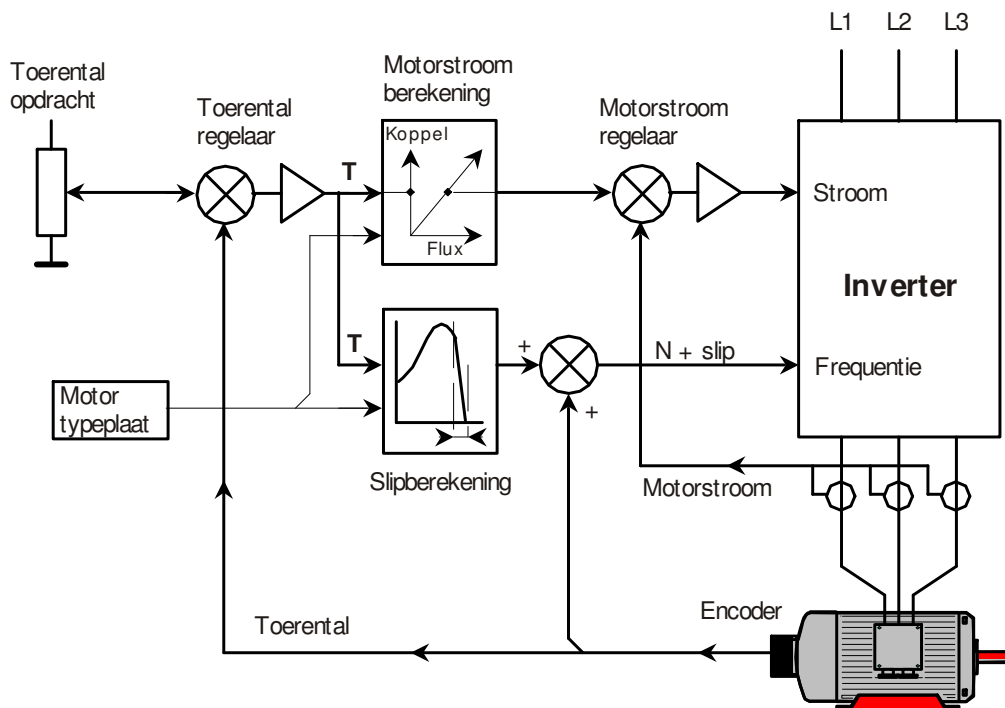 L1 L2 L3
Toerental
opdracht
Toerental
regelaar
Motorstroom
berekening
Motorstroom
regelaar
Koppel
T
Flux
Stroom
Inverter
T
+
N + slip
Frequentie
+
Motor
typeplaat
Slipberekening
Motorstroom
Encoder
Toerental